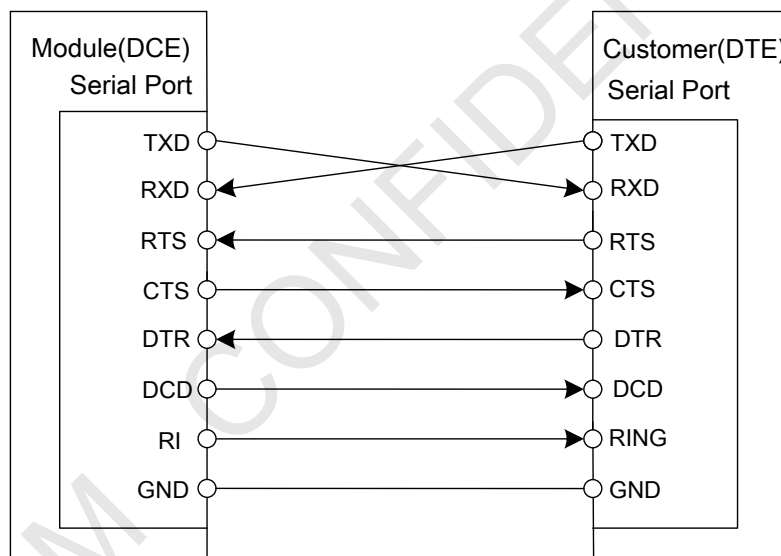 Module(DCE)
Serial Port
Customer(DTE)
Serial Port
TXD
TXD
RXD
RXD
RTS
RTS
CTS
CTS
DTR
DTR
DCD
DCD
RI
RING
GND
GND